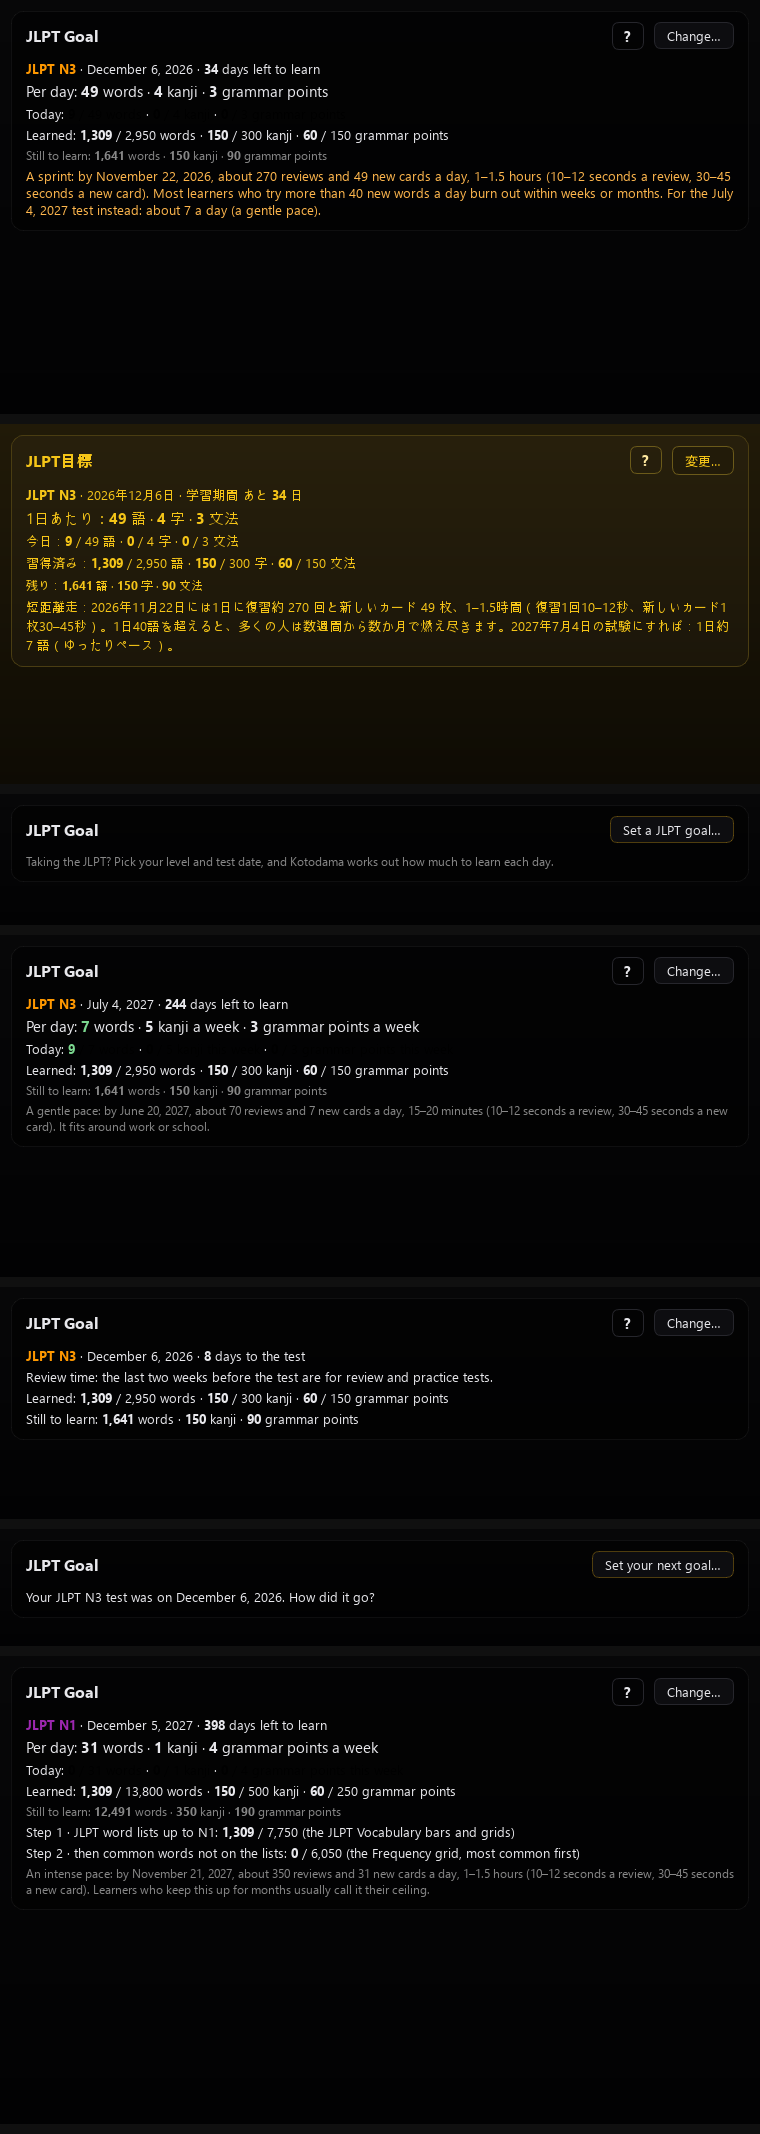 JLPT Goal
?
Change...
JLPT N3 · December 6, 2026 · 34 days left to learn
Per day: 49 words · 4 kanji · 3 grammar points
Today: · ·
Learned: 1,309 / 2,950 words · 150 / 300 kanji · 60 / 150 grammar points
Still to learn: 1,641 words · 150 kanji · 90 grammar points
A sprint: by November 22, 2026, about 270 reviews and 49 new cards a day, 1–1.5 hours (10–12 seconds a review, 30–45
seconds a new card). Most learners who try more than 40 new words a day burn out within weeks or months. For the July
4, 2027 test instead: about 7 a day (a gentle pace).
JLPT目標
?
変更...
JLPT N3 · 2026年12月6日 · 学習期間 あと 34 日
1日あたり：49 語 · 4 字 · 3 文法
今日：9 / 49 語 · 0 / 4 字 · 0 / 3 文法
習得済み：1,309 / 2,950 語 · 150 / 300 字 · 60 / 150 文法
残り：1,641 語 · 150 字 · 90 文法
短距離走：2026年11月22日には1日に復習約 270 回と新しいカード 49 枚、1–1.5時間（復習1回10–12秒、新しいカード1
枚30–45秒）。1日40語を超えると、多くの人は数週間から数か月で燃え尽きます。2027年7月4日の試験にすれば：1日約
7 語（ゆったりペース）。
JLPT Goal
Set a JLPT goal...
Taking the JLPT? Pick your level and test date, and Kotodama works out how much to learn each day.
JLPT Goal
?
Change...
JLPT N3 · July 4, 2027 · 244 days left to learn
Per day: 7 words · 5 kanji a week · 3 grammar points a week
Today: 9 · ·
Learned: 1,309 / 2,950 words · 150 / 300 kanji · 60 / 150 grammar points
Still to learn: 1,641 words · 150 kanji · 90 grammar points
A gentle pace: by June 20, 2027, about 70 reviews and 7 new cards a day, 15–20 minutes (10–12 seconds a review, 30–45 seconds a new
card). It fits around work or school.
JLPT Goal
?
Change...
JLPT N3 · December 6, 2026 · 8 days to the test
Review time: the last two weeks before the test are for review and practice tests.
Learned: 1,309 / 2,950 words · 150 / 300 kanji · 60 / 150 grammar points
Still to learn: 1,641 words · 150 kanji · 90 grammar points
JLPT Goal
Set your next goal...
Your JLPT N3 test was on December 6, 2026. How did it go?
JLPT Goal
?
Change...
JLPT N1 · December 5, 2027 · 398 days left to learn
Per day: 31 words · 1 kanji · 4 grammar points a week
Today: · ·
Learned: 1,309 / 13,800 words · 150 / 500 kanji · 60 / 250 grammar points
Still to learn: 12,491 words · 350 kanji · 190 grammar points
Step 1 · JLPT word lists up to N1: 1,309 / 7,750 (the JLPT Vocabulary bars and grids)
Step 2 · then common words not on the lists: 0 / 6,050 (the Frequency grid, most common first)
An intense pace: by November 21, 2027, about 350 reviews and 31 new cards a day, 1–1.5 hours (10–12 seconds a review, 30–45 seconds
a new card). Learners who keep this up for months usually call it their ceiling.